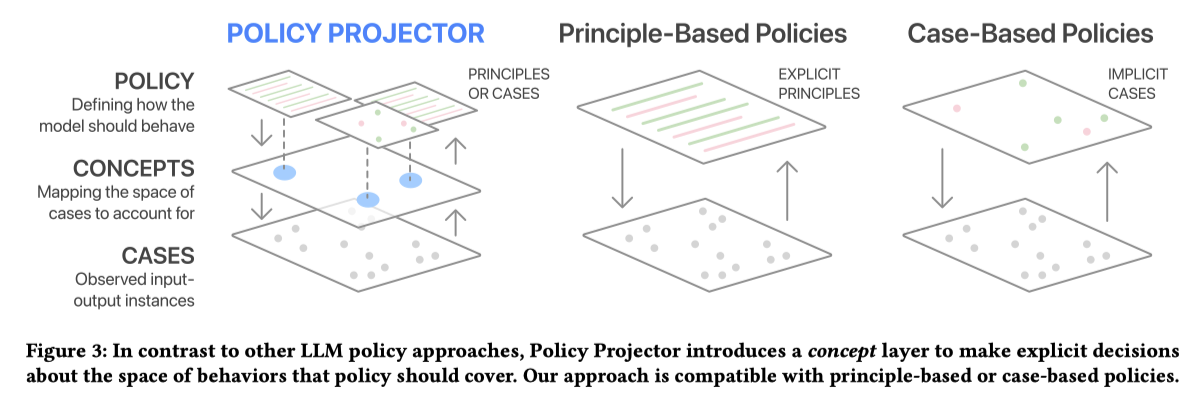 POLICY PROJECTOR
Principle-Based Policies
Case-Based Policies
POLICY
Defining how the
model should behave
PRINCIPLES
OR CASES
EXPLICIT
PRINCIPLES
IMPLICIT
CASES
CONCEPTS
Mapping the space of
cases to account for
CASES
Observed input-
output instances
Figure 3: In contrast to other LLM policy approaches, Policy Projector introduces a concept layer to make explicit decisions
about the space of behaviors that policy should cover. Our approach is compatible with principle-based or case-based policies.